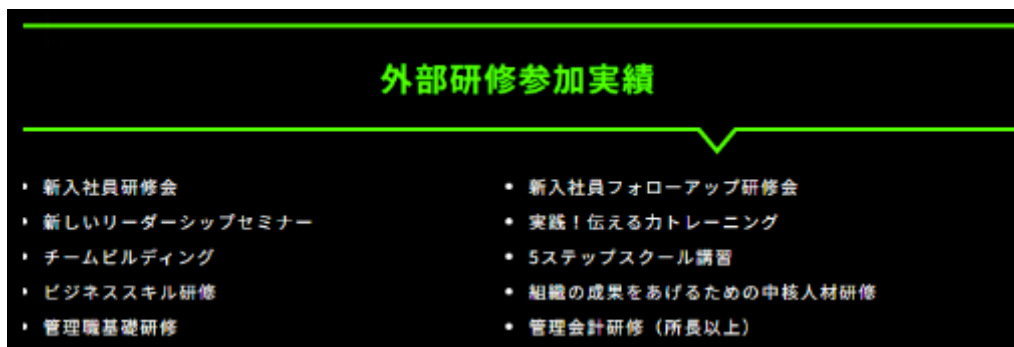 外部研修参加実績
新入社員研修会
新しいリーダーシップセミナー
チームビルディング
ビジネススキル研修
管理職基礎研修
新入社員フォローアップ研修会
実践！伝える力トレーニング
5ステップスクール講習
組織の成果をあげるための中核人材研修
管理会計研修（所長以上）